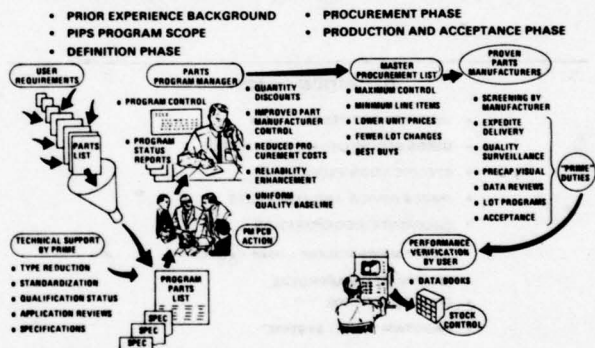 • PRIOR EXPERIENCE BACKGROUND
• PIPS PROGRAM SCOPE
• DEFINITION PHASE
• PROCUREMENT PHASE
• PRODUCTION AND ACCEPTANCE PHASE
USER
REQUIREMENTS
PARTS
LIST
PARTS
PROGRAM MANAGER
• PROGRAM CONTROL
• PROGRAM
STATUS
REPORTS
• QUANTITY
DISCOUNTS
• IMPROVED PART
MANUFACTURER
CONTROL
• REDUCED PRO
CUREMENT COSTS
• RELIABILITY
ENHANCEMENT
• UNIFORM
QUALITY BASELINE
MASTER
PROCUREMENT LIST
• MAXIMUM CONTROL
• MINIMUM LINE ITEMS
• LOWER UNIT PRICES
• FEWER LOT CHARGES
• BEST BUYS
PROVEN
PARTS
MANUFACTURERS
• SCREENING BY
MANUFACTURER
• EXPEDITE
DELIVERY
• QUALITY
SURVEILLANCE
• PRECAP VISUAL
• DATA REVIEWS
• LOT PROGRAMS
• ACCEPTANCE
"PRIME"
DUTIES
PM PCB
ACTION
TECHNICAL SUPPORT
BY PRIME
• TYPE REDUCTION
• STANDARDIZATION
• QUALIFICATION STATUS
• APPLICATION REVIEWS
• SPECIFICATIONS
PROGRAM
PARTS
LIST
SPEC
SPEC
SPEC
PERFORMANCE
VERIFICATION
BY USER
• DATA BOOKS
STOCK
CONTROL